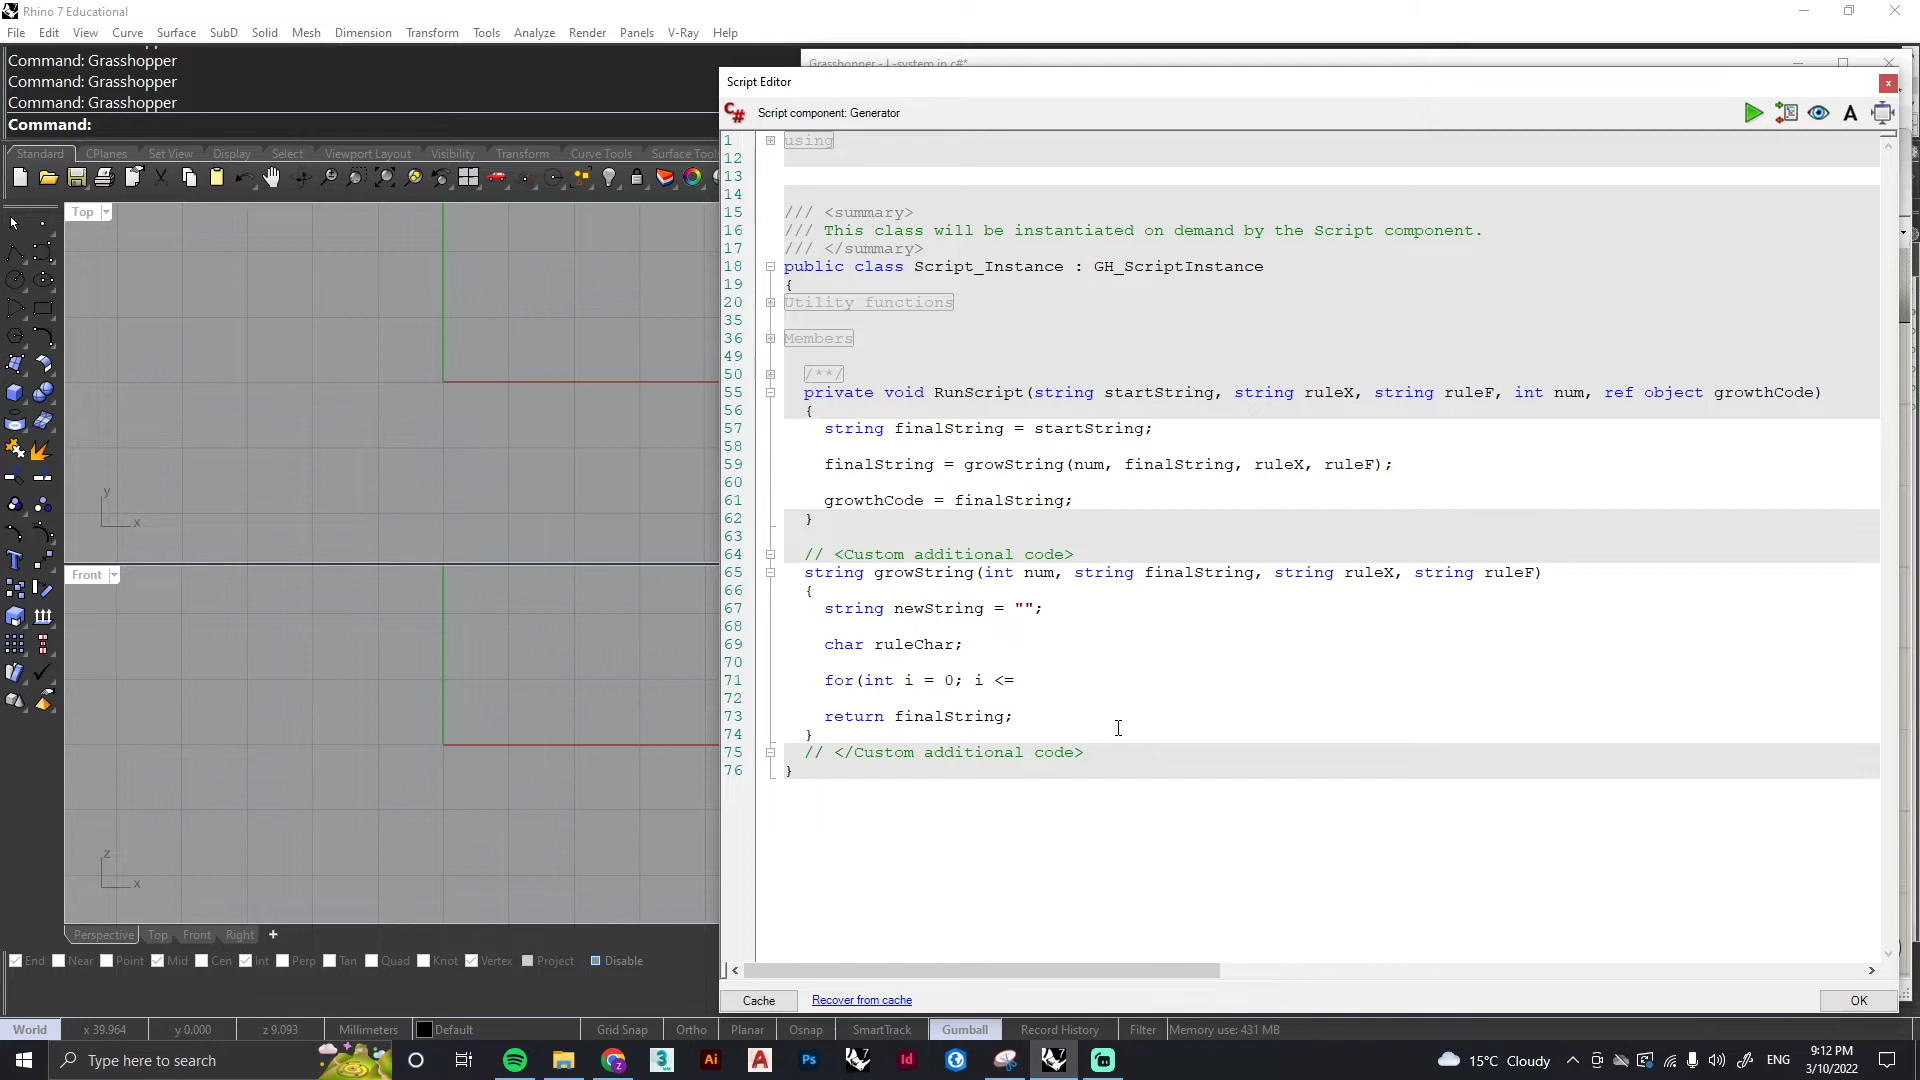 Rhino 7 Educational
File Edit View Curve Surface SubD Solid Mesh Dimension Transform Tools Analyze Render Panels V-Ray Help
Command: Grasshopper
Command: Grasshopper
Command: Grasshopper
Command:
Standard CPlanes Set View Display Select Viewport Layout Visibility Transform Curve Tools Surface Tools
Top
Front
Perspective Top Front Right
End Near Point Mid Cen Int Perp Tan Quad Knot Vertex Project Disable
Grasshopper - L-system in c#*
Script Editor
C# Script component: Generator
A
1 using
12
13
14
15 /// <summary>
16 /// This class will be instantiated on demand by the Script component.
17 /// </summary>
18 public class Script_Instance : GH_ScriptInstance
19 {
20 Utility functions
35
36 Members
49
50 /**/
55 private void RunScript(string startString, string ruleX, string ruleF, int num, ref object growthCode)
56 {
57 string finalString = startString;
58
59 finalString = growString(num, finalString, ruleX, ruleF);
60
61 growthCode = finalString;
62 }
63
64 // <Custom additional code>
65 string growString(int num, string finalString, string ruleX, string ruleF)
66 {
67 string newString = "";
68
69 char ruleChar;
70
71 for(int i = 0; i <=
72
73 return finalString;
74 }
75 // </Custom additional code>
76 }
Cache Recover from cache OK
y
x
z
x
World x 39.964 y 0.000 z 9.093 Millimeters Default Grid Snap Ortho Planar Osnap SmartTrack Gumball Record History Filter Memory use: 431 MB
Type here to search
Ai
A
Ps
Id
15°C Cloudy
ENG
9:12 PM
3/10/2022